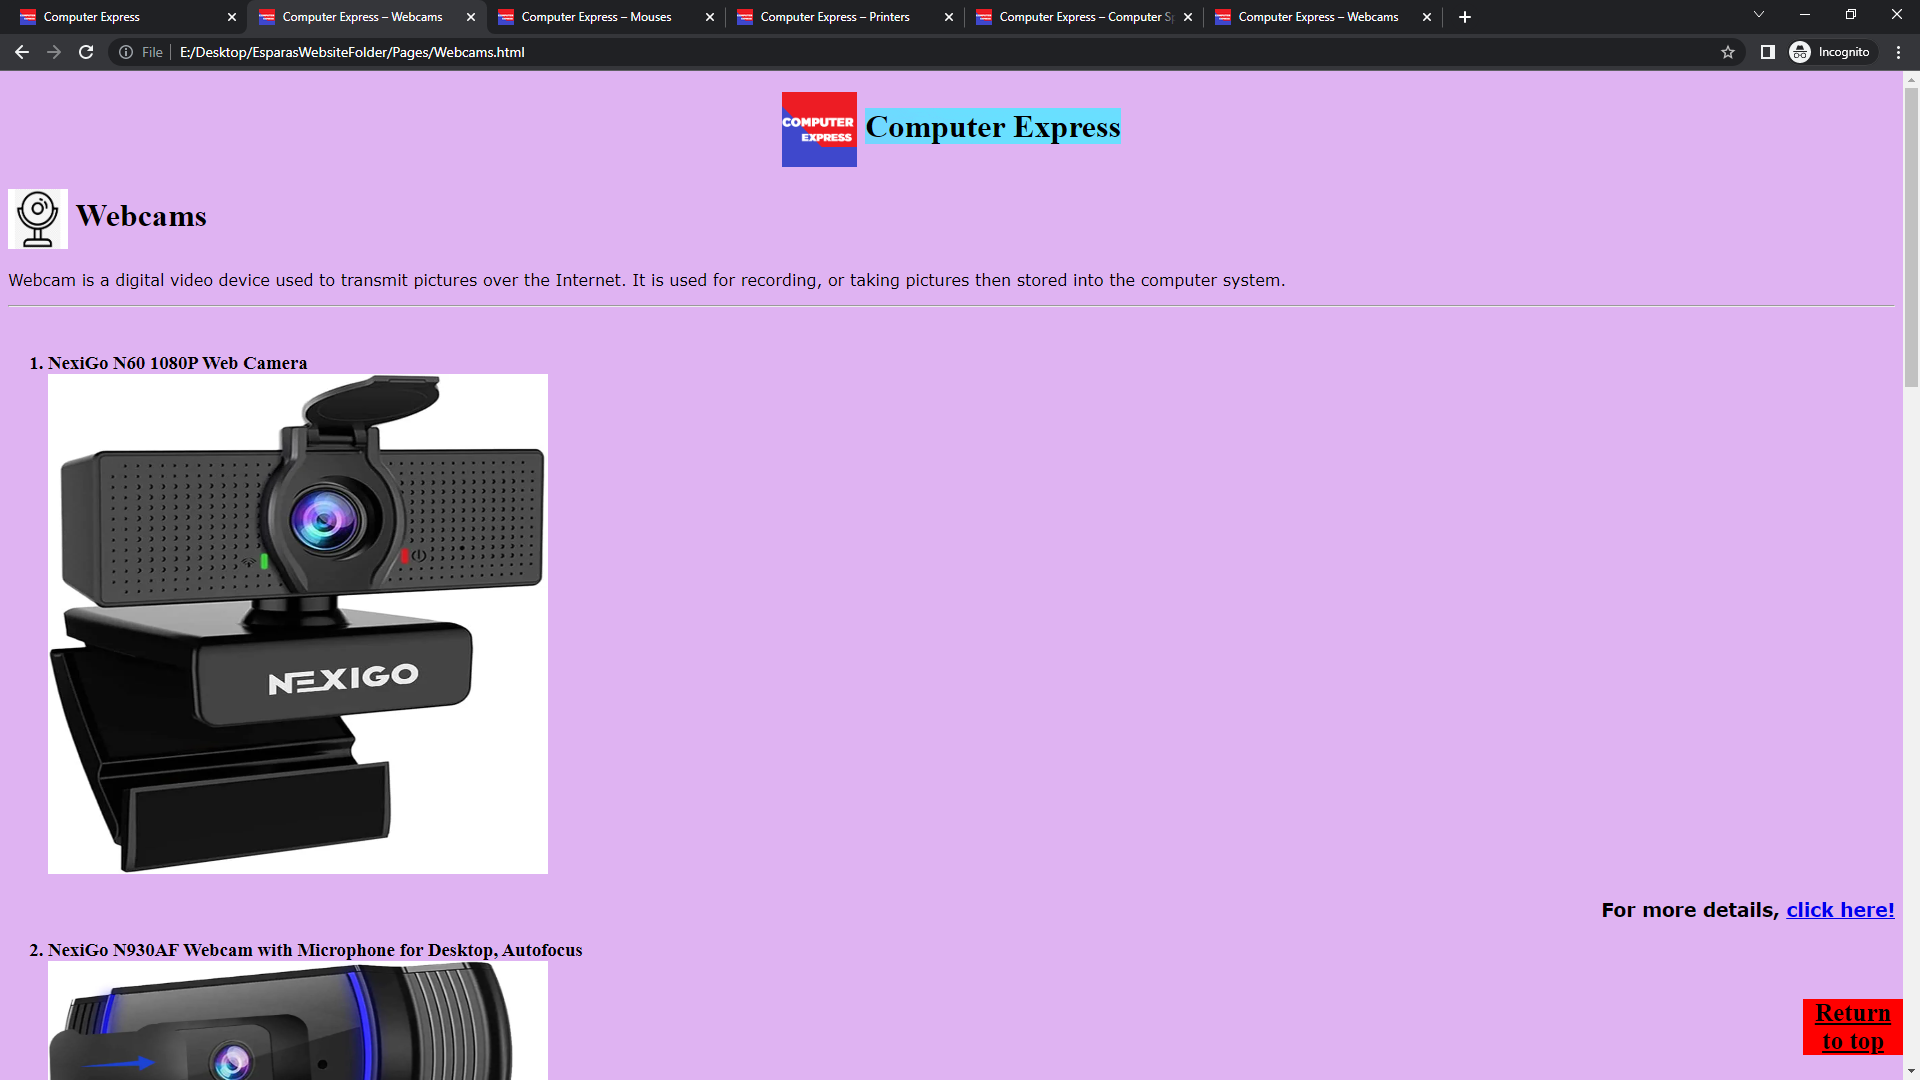 Computer Express
Computer Express – Webcams
Computer Express – Mouses
Computer Express – Printers
Computer Express – Computer Sp
Computer Express – Webcams
File
E:/Desktop/EsparasWebsiteFolder/Pages/Webcams.html
Incognito
COMPUTER
EXPRESS
Computer Express
Webcams
Webcam is a digital video device used to transmit pictures over the Internet. It is used for recording, or taking pictures then stored into the computer system.
1. NexiGo N60 1080P Web Camera
NEXIGO
For more details, click here!
2. NexiGo N930AF Webcam with Microphone for Desktop, Autofocus
Return
to top